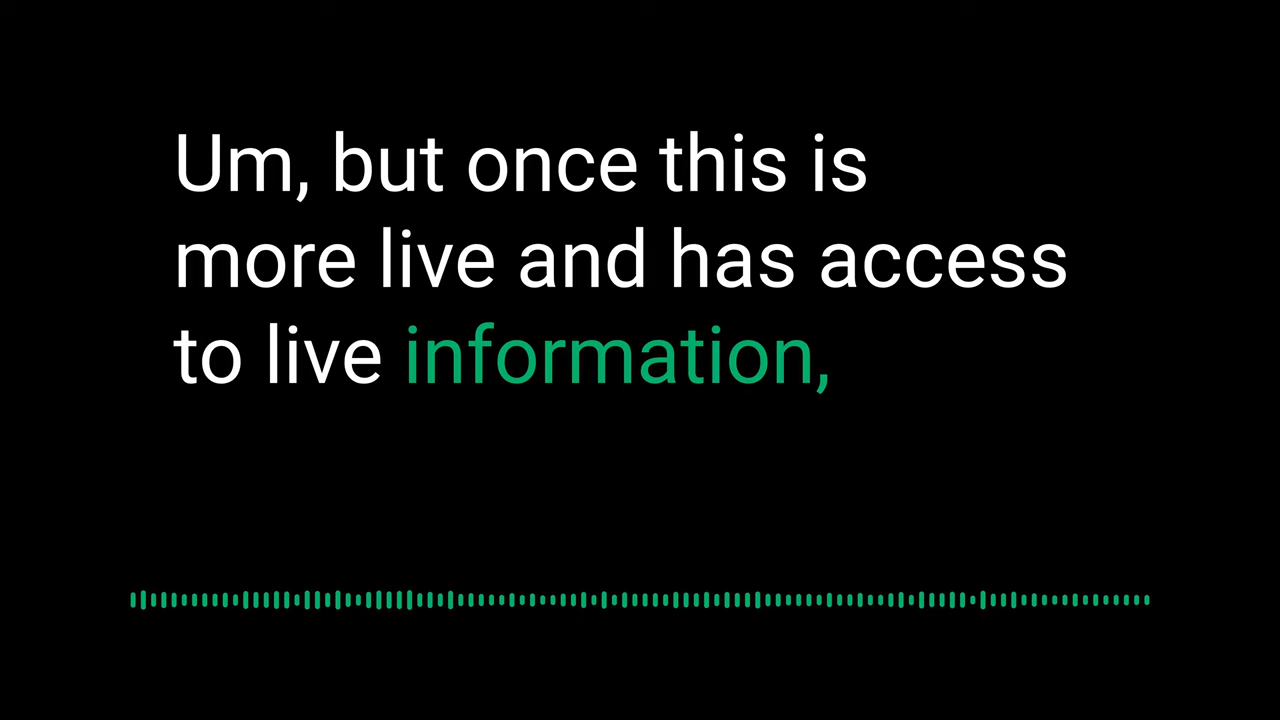 Um, but once this is
more live and has access
to live information,